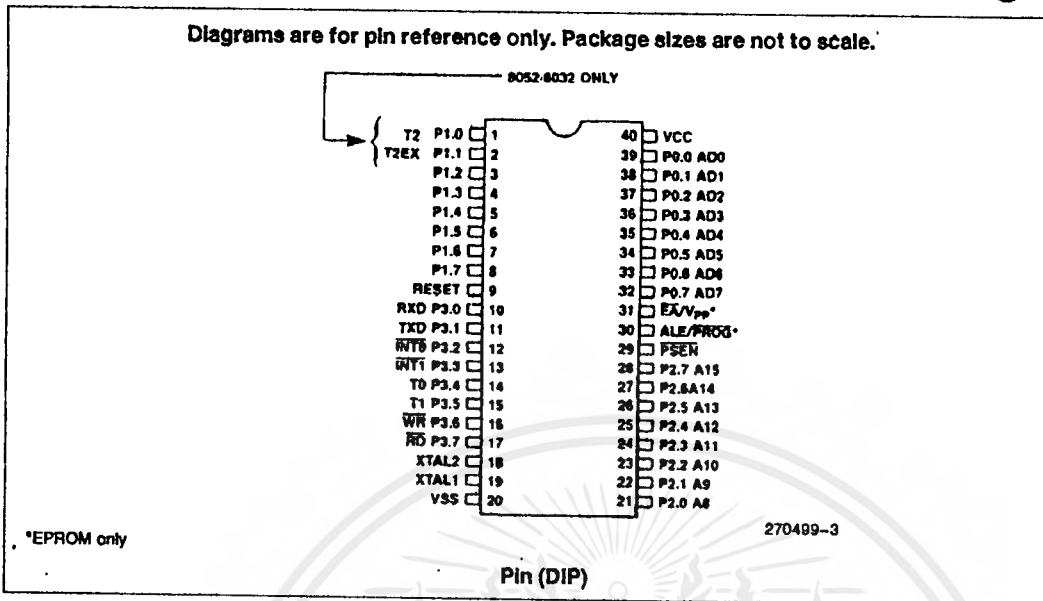 Diagrams are for pin reference only. Package sizes are not to scale.
8052-8032 ONLY
T2 P1.0 1
T2EX P1.1 2
P1.2 3
P1.3 4
P1.4 5
P1.5 6
P1.6 7
P1.7 8
RESET 9
RXD P3.0 10
TXD P3.1 11
INT0 P3.2 12
INT1 P3.3 13
T0 P3.4 14
T1 P3.5 15
WR P3.6 16
RD P3.7 17
XTAL2 18
XTAL1 19
VSS 20
40 VCC
39 P0.0 AD0
38 P0.1 AD1
37 P0.2 AD2
36 P0.3 AD3
35 P0.4 AD4
34 P0.5 AD5
33 P0.6 AD6
32 P0.7 AD7
31 EA/VPP*
30 ALE/PROG*
29 PSEN
28 P2.7 A15
27 P2.6A14
26 P2.5 A13
25 P2.4 A12
24 P2.3 A11
23 P2.2 A10
22 P2.1 A9
21 P2.0 A8
270499-3
*EPROM only
Pin (DIP)